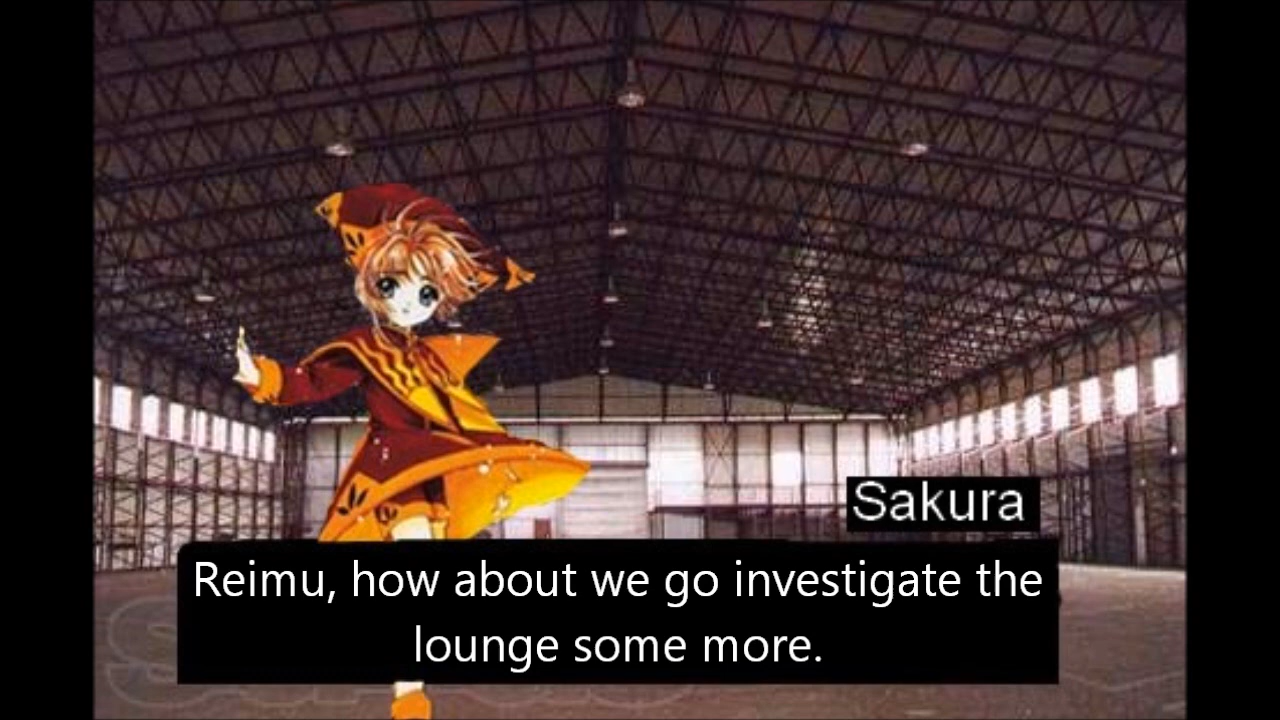 Sakura
Reimu, how about we go investigate the
lounge some more.